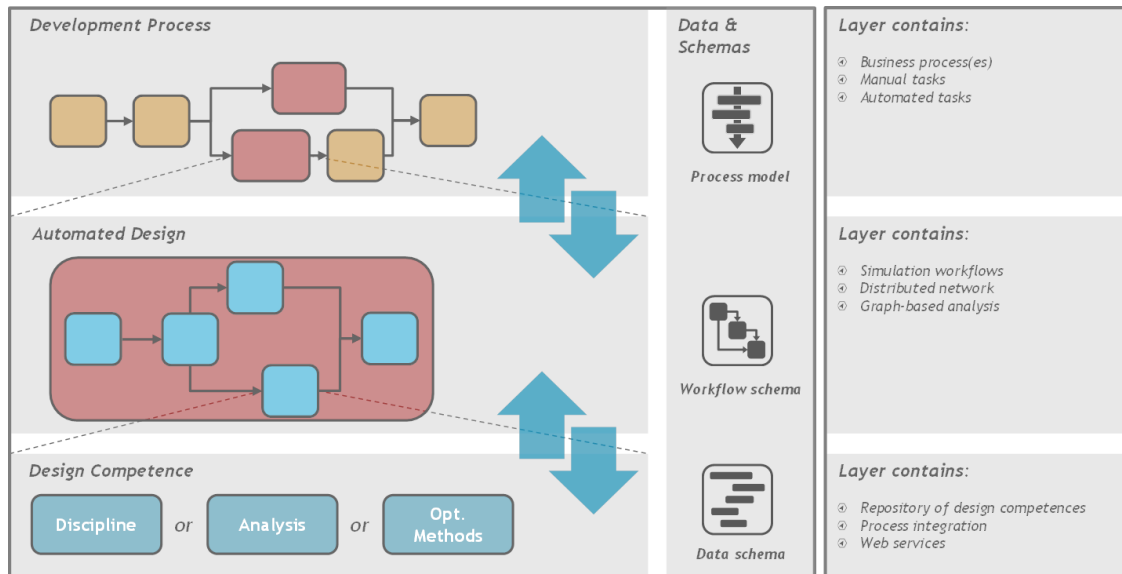 Development Process
Data &
Schemas
Process model
Layer contains:
Business process(es)
Manual tasks
Automated tasks
Automated Design
Workflow schema
Layer contains:
Simulation workflows
Distributed network
Graph-based analysis
Design Competence
Discipline
or
Analysis
or
Opt.
Methods
Data schema
Layer contains:
Repository of design competences
Process integration
Web services